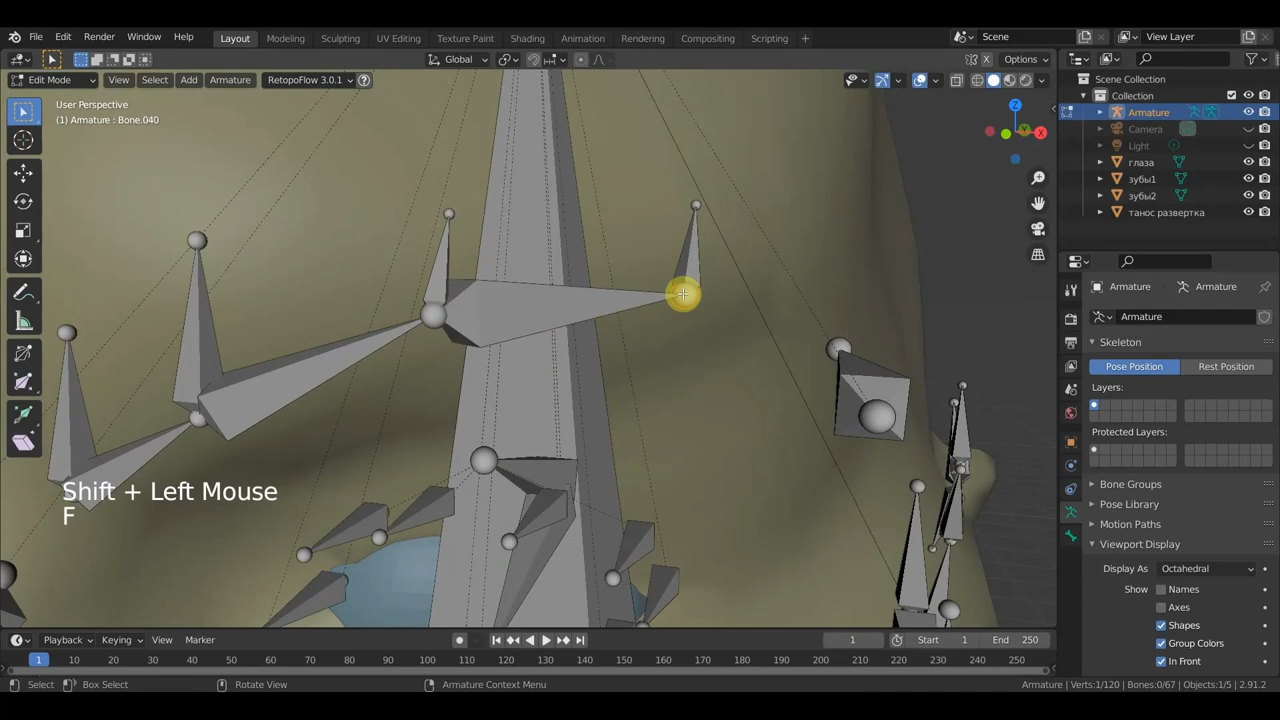 File Edit Render Window Help Layout Modeling Sculpting UV Editing Texture Paint Shading Animation Rendering Compositing Scripting + Scene View Layer
Global Options
Edit Mode View Select Add Armature RetopoFlow 3.0.1 Scene Collection
User Perspective
(1) Armature : Bone.040
Z
X
Y
Collection
Armature
Camera
Light
глаза
зубы1
зубы2
танос развертка
Armature Armature
Armature
Skeleton
Pose Position Rest Position
Layers:
Protected Layers:
Bone Groups
Pose Library
Motion Paths
Viewport Display
Display As Octahedral
Show Names
Axes
Shapes
Group Colors
In Front
Shift + Left Mouse
F
Playback Keying View Marker 1 Start 1 End 250
1 10 20 30 40 50 60 70 80 90 100 110 120 130 140 150 160 170 180 190 200 210 220 230 240 250
Select Box Select Rotate View Armature Context Menu Armature | Verts:1/120 | Bones:0/67 | Objects:1/5 | 2.91.2